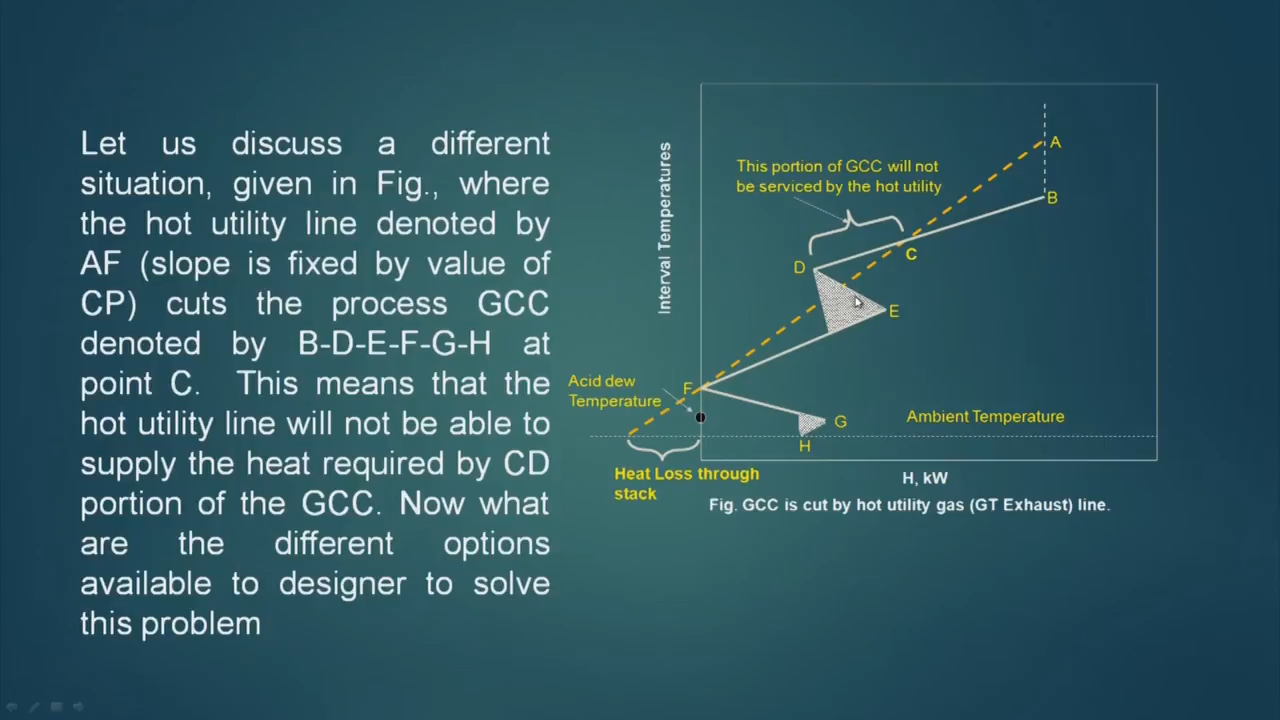 Let us discuss a different
situation, given in Fig., where
the hot utility line denoted by
AF (slope is fixed by value of
CP) cuts the process GCC
denoted by B-D-E-F-G-H at
point C. This means that the
hot utility line will not be able to
supply the heat required by CD
portion of the GCC. Now what
are the different options
available to designer to solve
this problem
Interval Temperatures
This portion of GCC will not
be serviced by the hot utility
A
B
C
D
E
F
Acid dew
Temperature
G
H
Ambient Temperature
Heat Loss through
stack
H, kW
Fig. GCC is cut by hot utility gas (GT Exhaust) line.